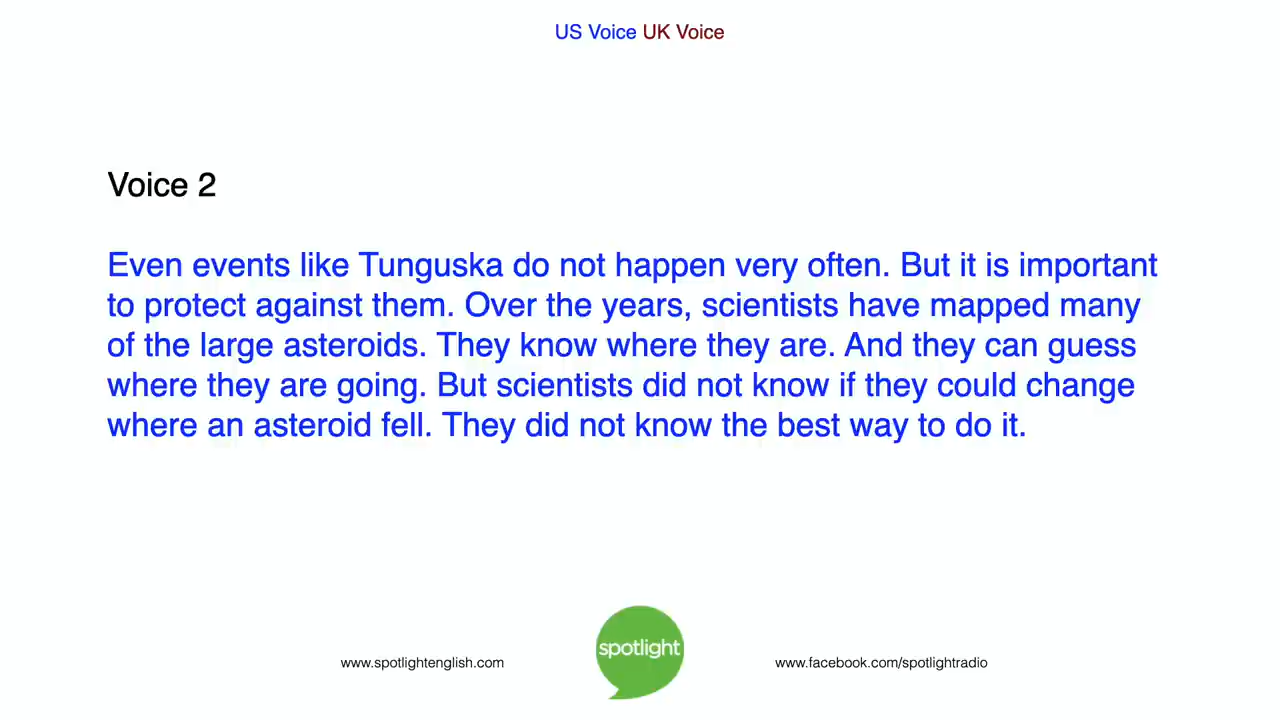 US Voice UK Voice
Voice 2
Even events like Tunguska do not happen very often. But it is important
to protect against them. Over the years, scientists have mapped many
of the large asteroids. They know where they are. And they can guess
where they are going. But scientists did not know if they could change
where an asteroid fell. They did not know the best way to do it.
www.spotlightenglish.com
spotlight
www.facebook.com/spotlightradio